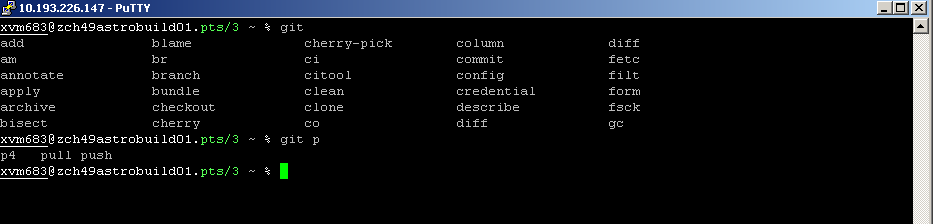 10.193.226.147 - PuTTY
xvm683@zch49astrobuild01.pts/3 ~ % git
add blame cherry-pick column diff
am br ci commit fetc
annotate branch citool config filt
apply bundle clean credential form
archive checkout clone describe fsck
bisect cherry co diff gc
xvm683@zch49astrobuild01.pts/3 ~ % git p
p4 pull push
xvm683@zch49astrobuild01.pts/3 ~ %